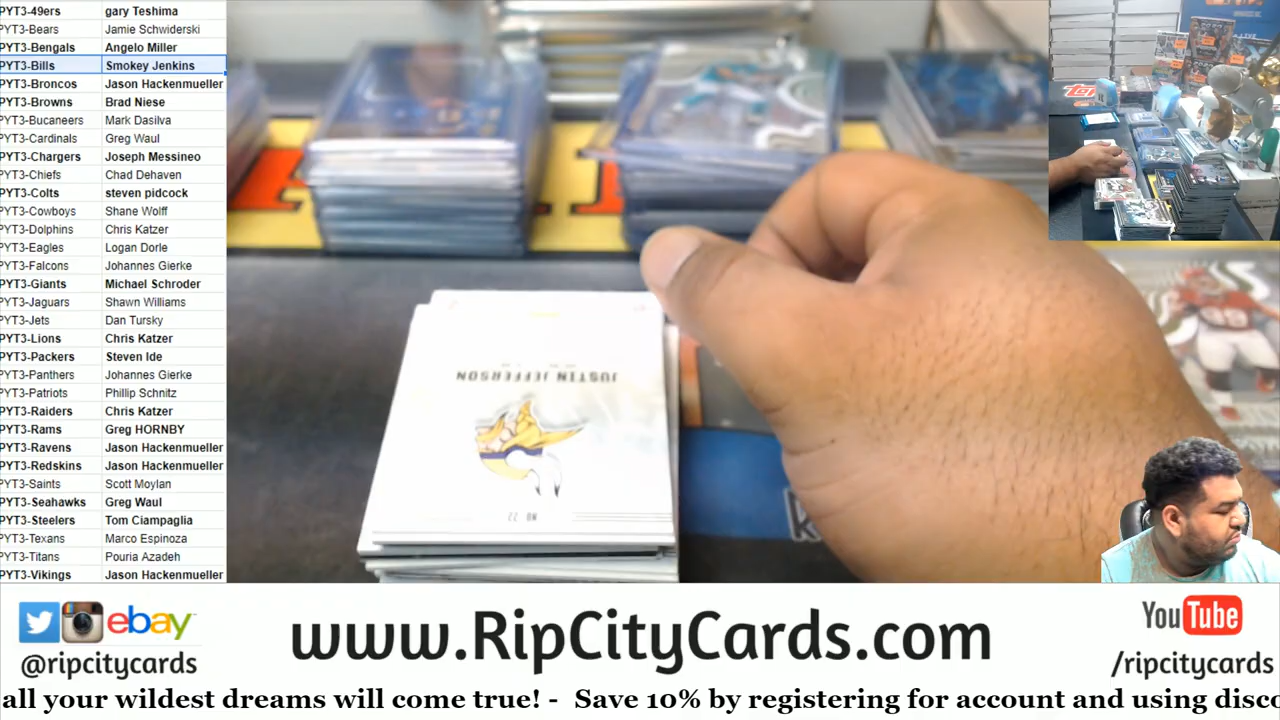 PYT3-49ers gary Teshima
PYT3-Bears Jamie Schwiderski
PYT3-Bengals Angelo Miller
PYT3-Bills Smokey Jenkins
PYT3-Broncos Jason Hackenmueller
PYT3-Browns Brad Niese
PYT3-Bucaneers Mark Dasilva
PYT3-Cardinals Greg Waul
PYT3-Chargers Joseph Messineo
PYT3-Chiefs Chad Dehaven
PYT3-Colts steven pidcock
PYT3-Cowboys Shane Wolff
PYT3-Dolphins Chris Katzer
PYT3-Eagles Logan Dorle
PYT3-Falcons Johannes Gierke
PYT3-Giants Michael Schroder
PYT3-Jaguars Shawn Williams
PYT3-Jets Dan Tursky
PYT3-Lions Chris Katzer
PYT3-Packers Steven Ide
PYT3-Panthers Johannes Gierke
PYT3-Patriots Phillip Schnitz
PYT3-Raiders Chris Katzer
PYT3-Rams Greg HORNBY
PYT3-Ravens Jason Hackenmueller
PYT3-Redskins Jason Hackenmueller
PYT3-Saints Scott Moylan
PYT3-Seahawks Greg Waul
PYT3-Steelers Tom Ciampaglia
PYT3-Texans Marco Espinoza
PYT3-Titans Pouria Azadeh
PYT3-Vikings Jason Hackenmueller
JUSTIN JEFFERSON
NO. 22
ebay
@ripcitycards
www.RipCityCards.com
YouTube
/ripcitycards
all your wildest dreams will come true! - Save 10% by registering for account and using disco